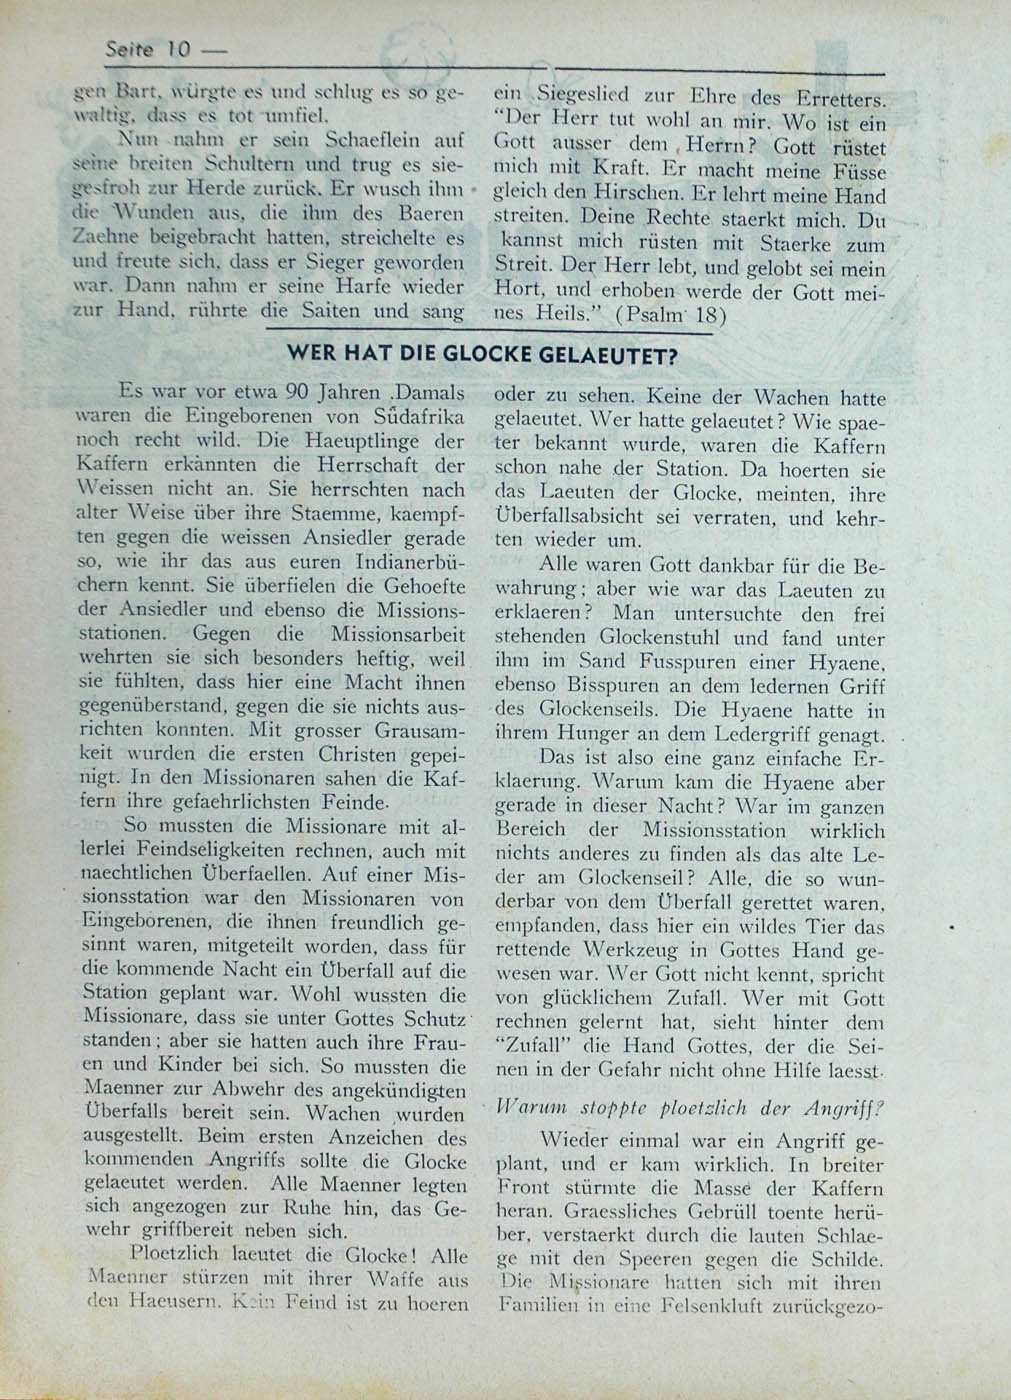 Seite 10 —
gen Bart, würgte es und schlug es so ge-
waltig, dass es tot umfiel.
Nun nahm er sein Schaeflein auf
seine breiten Schultern und trug es sie-
gesfroh zur Herde zurück. Er wusch ihm
die Wunden aus, die ihm des Baeren
Zaehne beigebracht hatten, streichelte es
und freute sich, dass er Sieger geworden
war. Dann nahm er seine Harfe wieder
zur Hand, rührte die Saiten und sang
ein Siegeslied zur Ehre des Erretters.
"Der Herr tut wohl an mir. Wo ist ein
Gott ausser dem Herrn? Gott rüstet
mich mit Kraft. Er macht meine Füsse
gleich den Hirschen. Er lehrt meine Hand
streiten. Deine Rechte staerkt mich. Du
kannst mich rüsten mit Staerke zum
Streit. Der Herr lebt, und gelobt sei mein
Hort, und erhoben werde der Gott mei-
nes Heils." (Psalm 18)
WER HAT DIE GLOCKE GELAEUTET?
Es war vor etwa 90 Jahren .Damals
waren die Eingeborenen von Südafrika
noch recht wild. Die Haeuptlinge der
Kaffern erkannten die Herrschaft der
Weissen nicht an. Sie herrschten nach
alter Weise über ihre Staemme, kaempf-
ten gegen die weissen Ansiedler gerade
so, wie ihr das aus euren Indianerbü-
chern kennt. Sie überfielen die Gehoefte
der Ansiedler und ebenso die Missions-
stationen. Gegen die Missionsarbeit
wehrten sie sich besonders heftig, weil
sie fühlten, dass hier eine Macht ihnen
gegenüberstand, gegen die sie nichts aus-
richten konnten. Mit grosser Grausam-
keit wurden die ersten Christen gepei-
nigt. In den Missionaren sahen die Kaf-
fern ihre gefaehrlichsten Feinde.
So mussten die Missionare mit al-
lerlei Feindseligkeiten rechnen, auch mit
naechtlichen Überfaellen. Auf einer Mis-
sionsstation war den Missionaren von
Eingeborenen, die ihnen freundlich ge-
sinnt waren, mitgeteilt worden, dass für
die kommende Nacht ein Überfall auf die
Station geplant war. Wohl wussten die
Missionare, dass sie unter Gottes Schutz
standen; aber sie hatten auch ihre Frau-
en und Kinder bei sich. So mussten die
Maenner zur Abwehr des angekündigten
Überfalls bereit sein. Wachen wurden
ausgestellt. Beim ersten Anzeichen des
kommenden Angriffs sollte die Glocke
gelaeutet werden. Alle Maenner legten
sich angezogen zur Ruhe hin, das Ge-
wehr griffbereit neben sich.
Ploetzlich laeutet die Glocke! Alle
Maenner stürzen mit ihrer Waffe aus
den Haeusern. Kein Feind ist zu hoeren
oder zu sehen. Keine der Wachen hatte
gelaeutet. Wer hatte gelaeutet? Wie spae-
ter bekannt wurde, waren die Kaffern
schon nahe der Station. Da hoerten sie
das Laeuten der Glocke, meinten, ihre
Überfallsabsicht sei verraten, und kehr-
ten wieder um.
Alle waren Gott dankbar für die Be-
wahrung; aber wie war das Laeuten zu
erklaeren? Man untersuchte den frei
stehenden Glockenstuhl und fand unter
ihm im Sand Fusspuren einer Hyaene,
ebenso Bisspuren an dem ledernen Griff
des Glockenseils. Die Hyaene hatte in
ihrem Hunger an dem Ledergriff genagt.
Das ist also eine ganz einfache Er-
klaerung. Warum kam die Hyaene aber
gerade in dieser Nacht? War im ganzen
Bereich der Missionsstation wirklich
nichts anderes zu finden als das alte Le-
der am Glockenseil? Alle, die so wun-
derbar von dem Überfall gerettet waren,
empfanden, dass hier ein wildes Tier das
rettende Werkzeug in Gottes Hand ge-
wesen war. Wer Gott nicht kennt, spricht
von glücklichem Zufall. Wer mit Gott
rechnen gelernt hat, sieht hinter dem
"Zufall" die Hand Gottes, der die Sei-
nen in der Gefahr nicht ohne Hilfe laesst.
Warum stoppte ploetzlich der Angriff?
Wieder einmal war ein Angriff ge-
plant, und er kam wirklich. In breiter
Front stürmte die Masse der Kaffern
heran. Graessliches Gebrüll toente herü-
ber, verstaerkt durch die lauten Schlae-
ge mit den Speeren gegen die Schilde.
Die Missionare hatten sich mit ihren
Familien in eine Felsenkluft zurückgezo-